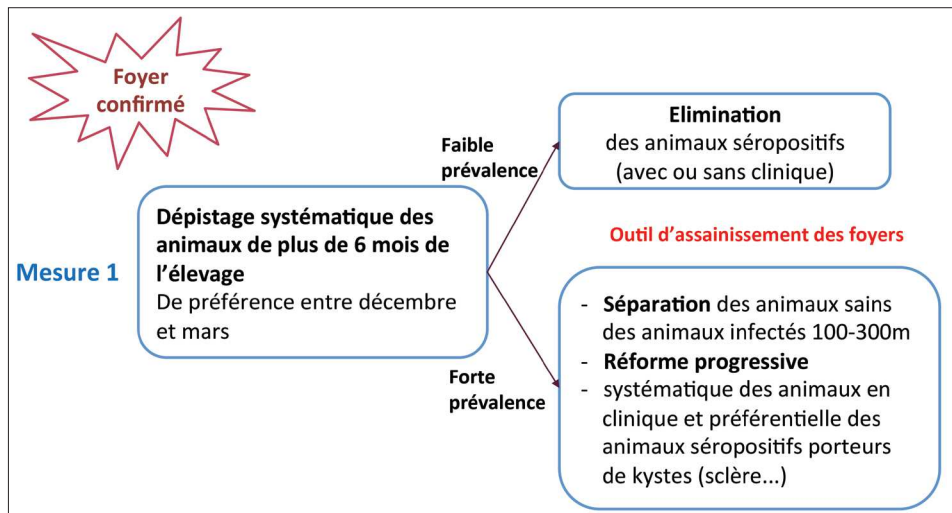 Foyer
confirmé
Mesure 1
Dépistage systématique des
animaux de plus de 6 mois de
l’élevage
De préférence entre décembre
et mars
Faible
prévalence
Elimination
des animaux séropositifs
(avec ou sans clinique)
Outil d’assainissement des foyers
Forte
prévalence
- Séparation des animaux sains
des animaux infectés 100-300m
- Réforme progressive
- systématique des animaux en
clinique et préférentielle des
animaux séropositifs porteurs
de kystes (sclère...)